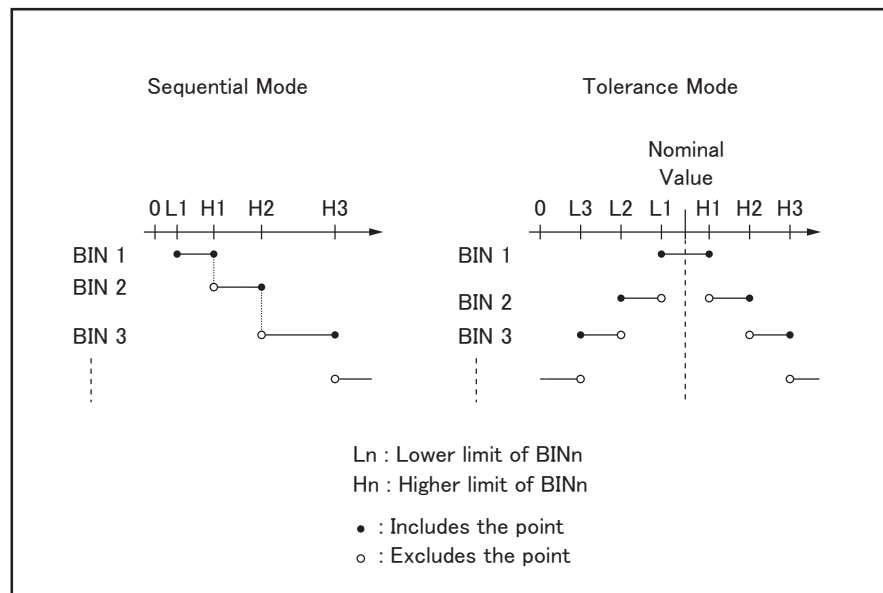 Sequential Mode
Tolerance Mode
Nominal
Value
0 L1 H1 H2 H3
0 L3 L2 L1 H1 H2 H3
BIN 1
BIN 2
BIN 3
BIN 1
BIN 2
BIN 3
Ln : Lower limit of BINn
Hn : Higher limit of BINn
: Includes the point
: Excludes the point